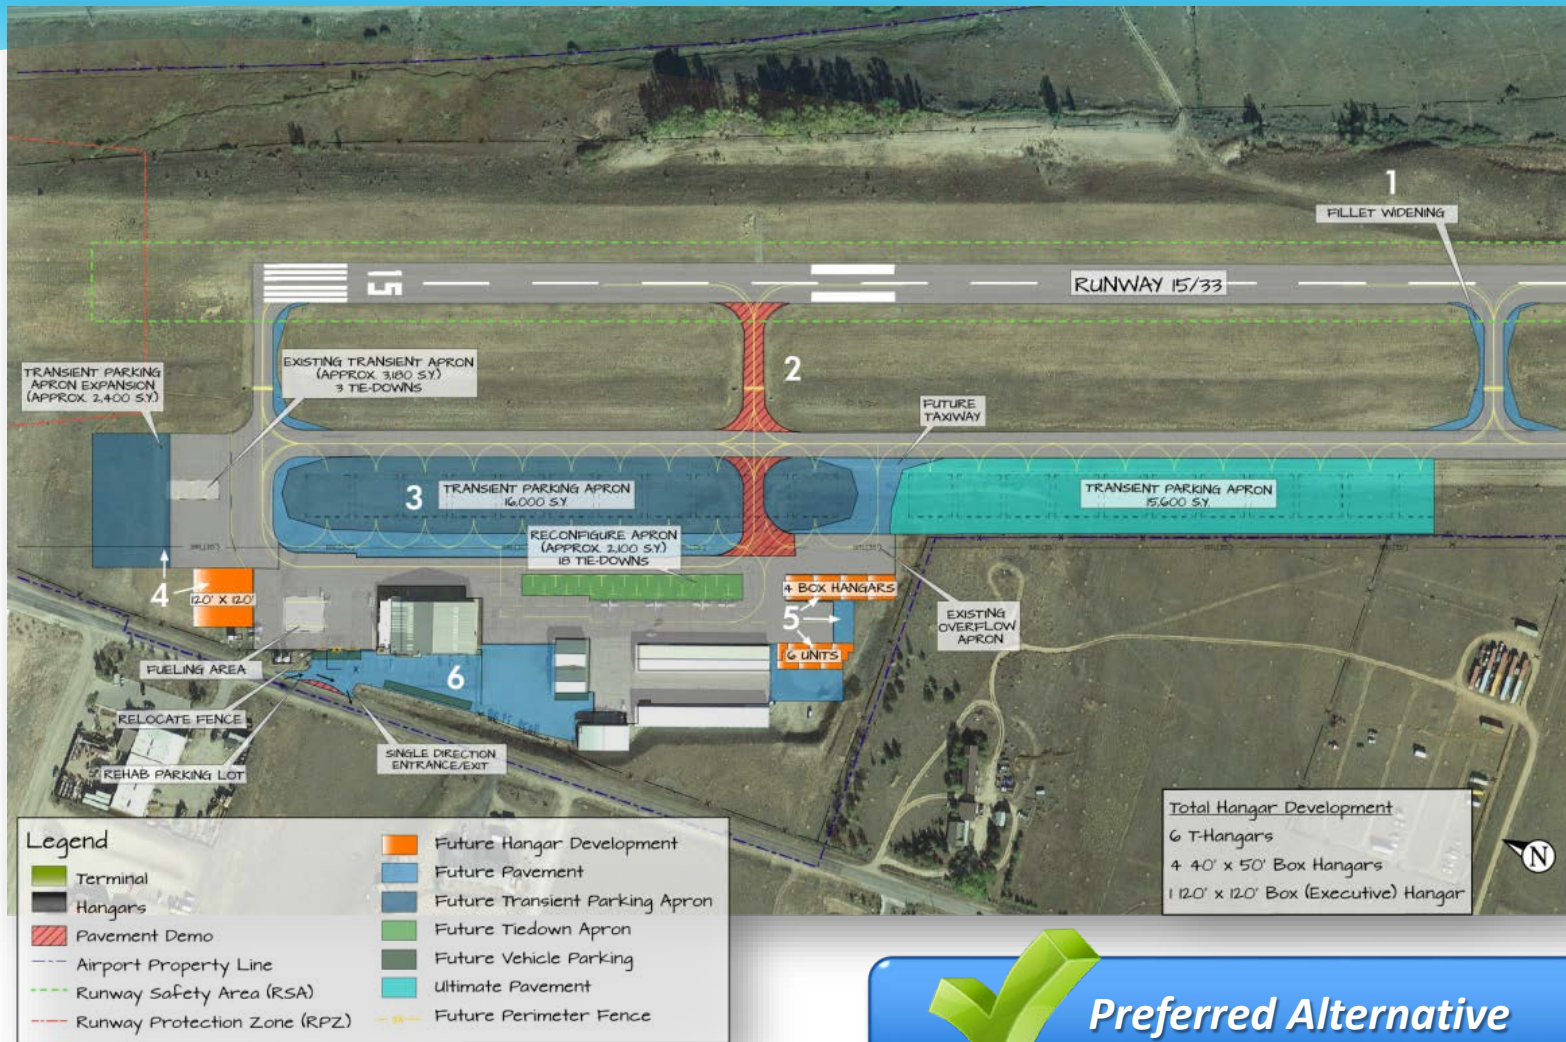 1
FILLET WIDENING
15
RUNWAY 15/33
TRANSIENT PARKING
APRON EXPANSION
(APPROX. 2,400 S.Y.)
EXISTING TRANSIENT APRON
(APPROX. 3,180 S.Y.)
3 TIE-DOWNS
2
FUTURE
TAXIWAY
3
TRANSIENT PARKING APRON
16,000 S.Y.
TRANSIENT PARKING APRON
15,600 S.Y.
RECONFIGURE APRON
(APPROX. 2,100 S.Y.)
18 TIE-DOWNS
4
120' X 120'
4 BOX HANGARS
5
6 UNITS
EXISTING
OVERFLOW
APRON
FUELING AREA
6
RELOCATE FENCE
SINGLE DIRECTION
ENTRANCE/EXIT
REHAB PARKING LOT
Legend
Terminal
Hangars
Pavement Demo
Airport Property Line
Runway Safety Area (RSA)
Runway Protection Zone (RPZ)
Future Hangar Development
Future Pavement
Future Transient Parking Apron
Future Tiedown Apron
Future Vehicle Parking
Ultimate Pavement
Future Perimeter Fence
Total Hangar Development
6 T-Hangars
4 40' x 50' Box Hangars
1 120' x 120' Box (Executive) Hangar
N
Preferred Alternative